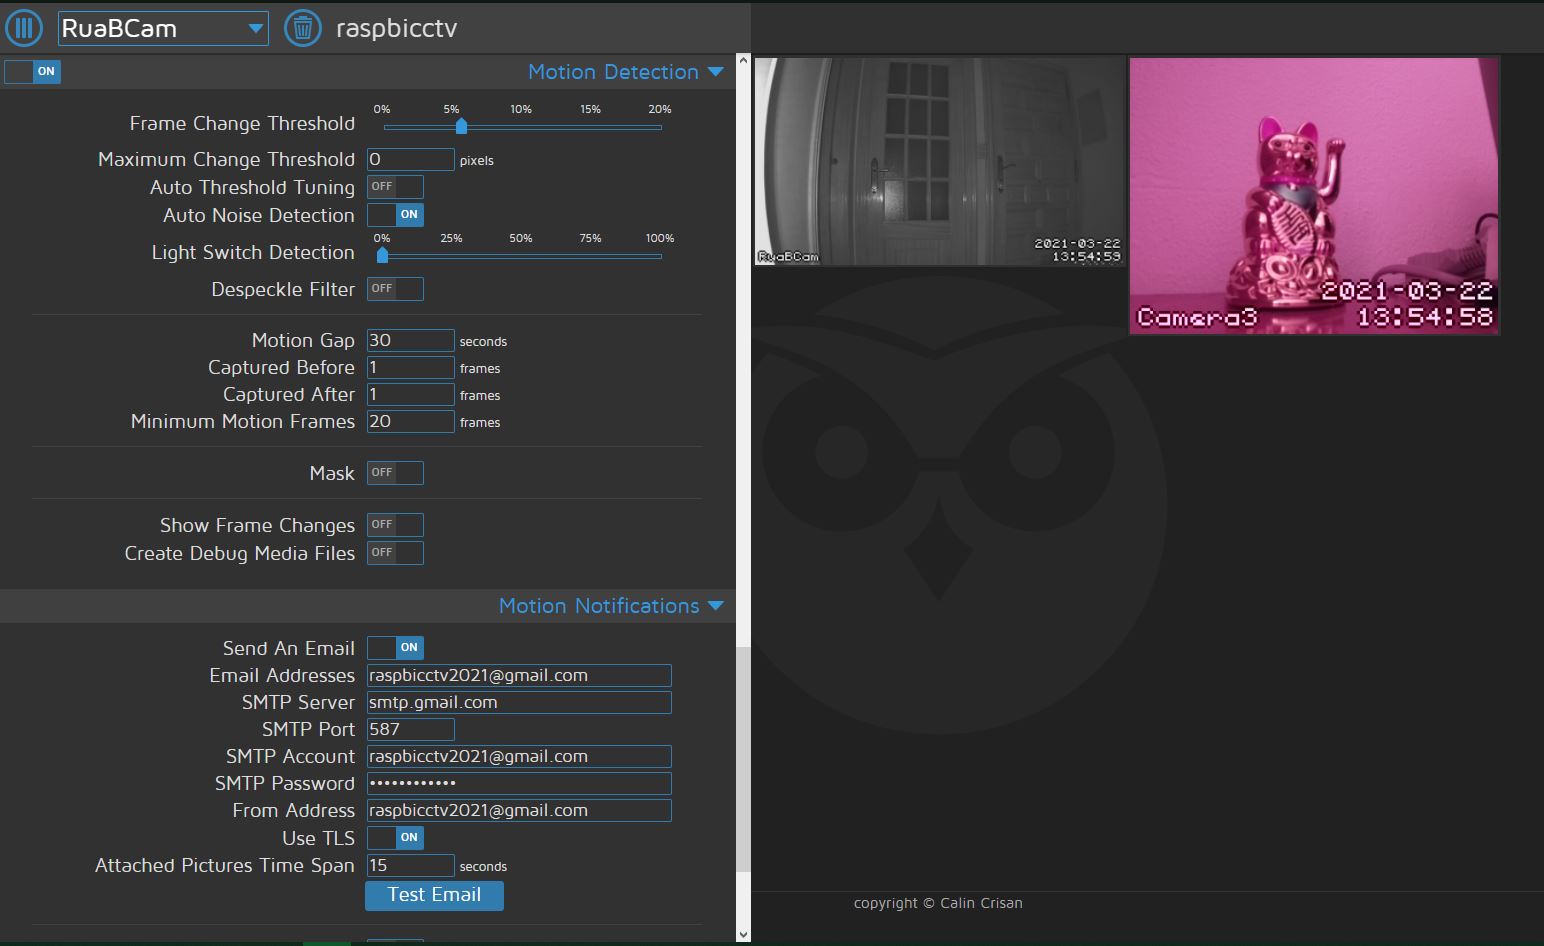 RuaBCam raspbicctv
ON Motion Detection
0% 5% 10% 15% 20%
Frame Change Threshold
Maximum Change Threshold 0 pixels
Auto Threshold Tuning OFF
Auto Noise Detection ON
0% 25% 50% 75% 100%
Light Switch Detection
Despeckle Filter OFF
Motion Gap 30 seconds
Captured Before 1 frames
Captured After 1 frames
Minimum Motion Frames 20 frames
Mask OFF
Show Frame Changes OFF
Create Debug Media Files OFF
Motion Notifications
Send An Email ON
Email Addresses raspbicctv2021@gmail.com
SMTP Server smtp.gmail.com
SMTP Port 587
SMTP Account raspbicctv2021@gmail.com
SMTP Password ••••••••••••
From Address raspbicctv2021@gmail.com
Use TLS ON
Attached Pictures Time Span 15 seconds
Test Email
2021-03-22
RuaBCam 13:54:59
2021-03-22
Camera3 13:54:58
copyright © Calin Crisan